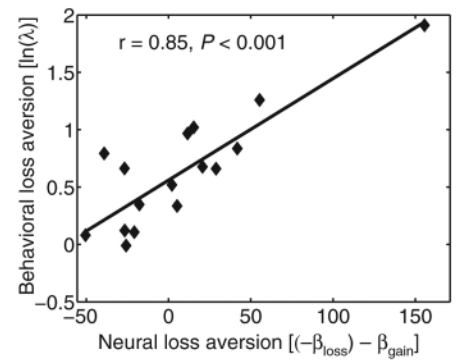 2
1.5
1
0.5
0
−0.5
Behavioral loss aversion [ln(λ)]
r = 0.85, P < 0.001
−50 0 50 100 150
Neural loss aversion [(−βloss) − βgain]